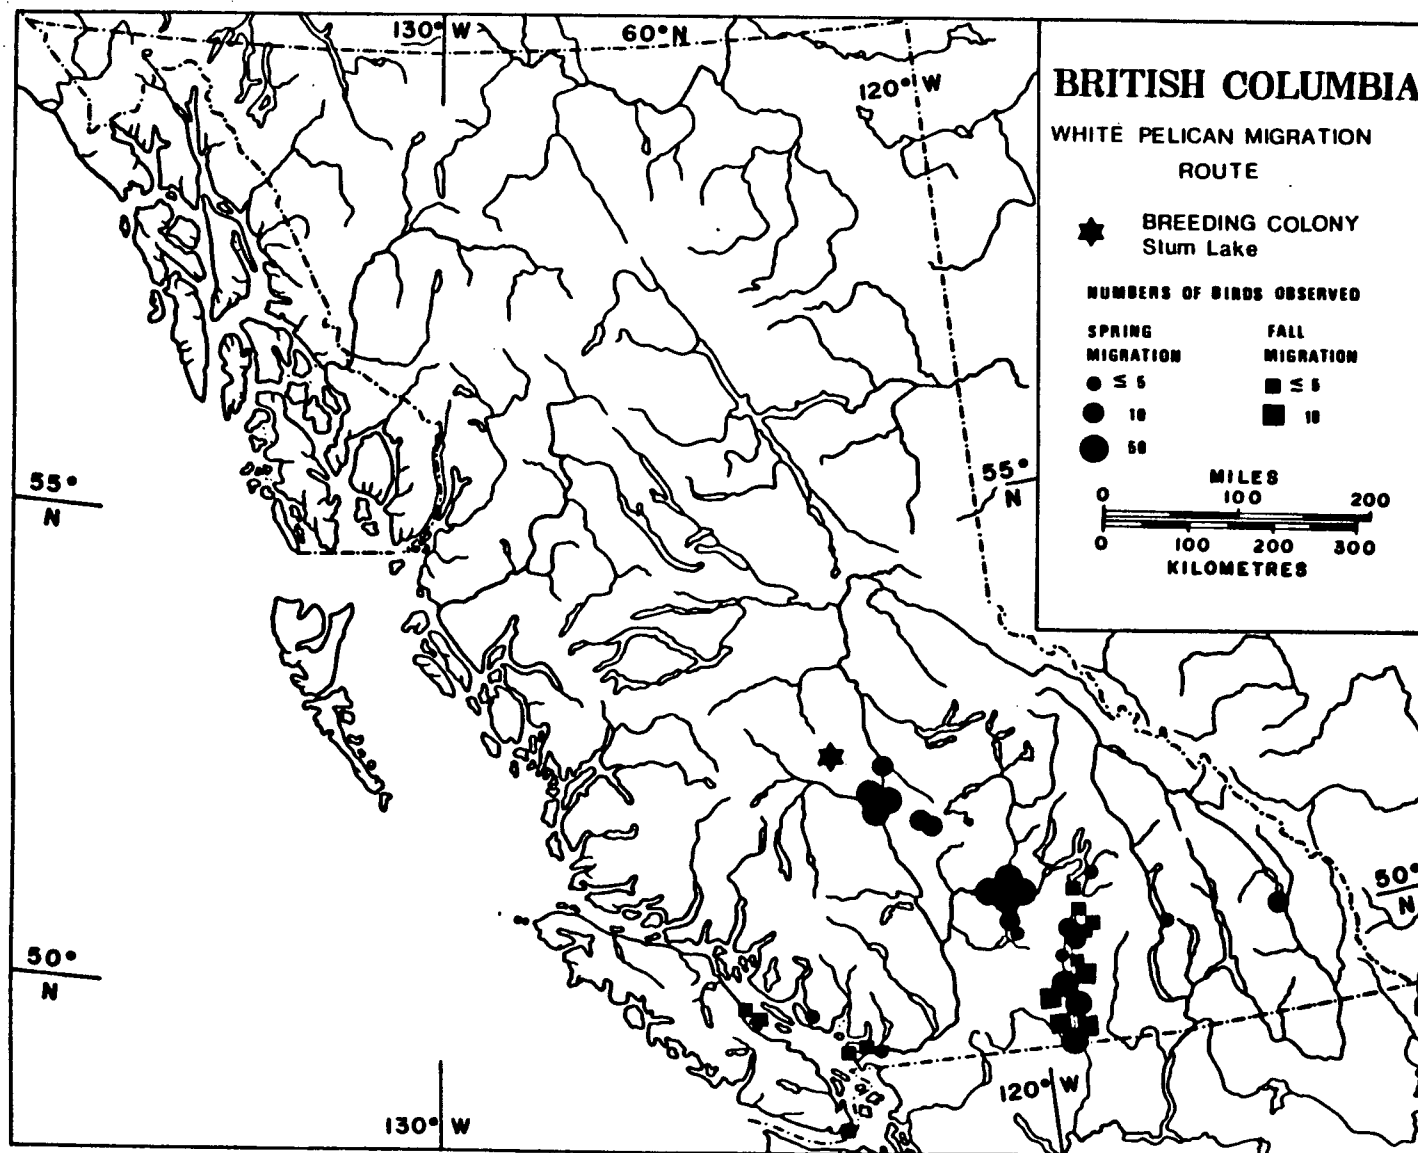 130° W
60° N
120° W
BRITISH COLUMBIA
WHITE PELICAN MIGRATION
ROUTE
BREEDING COLONY
Stum Lake
NUMBERS OF BIRDS OBSERVED
SPRING
MIGRATION
FALL
MIGRATION
≤ 5
≤ 5
10
10
50
MILES
0 100 200
0 100 200 300
KILOMETRES
55°
N
55°
N
50°
N
50°
N
120° W
130° W